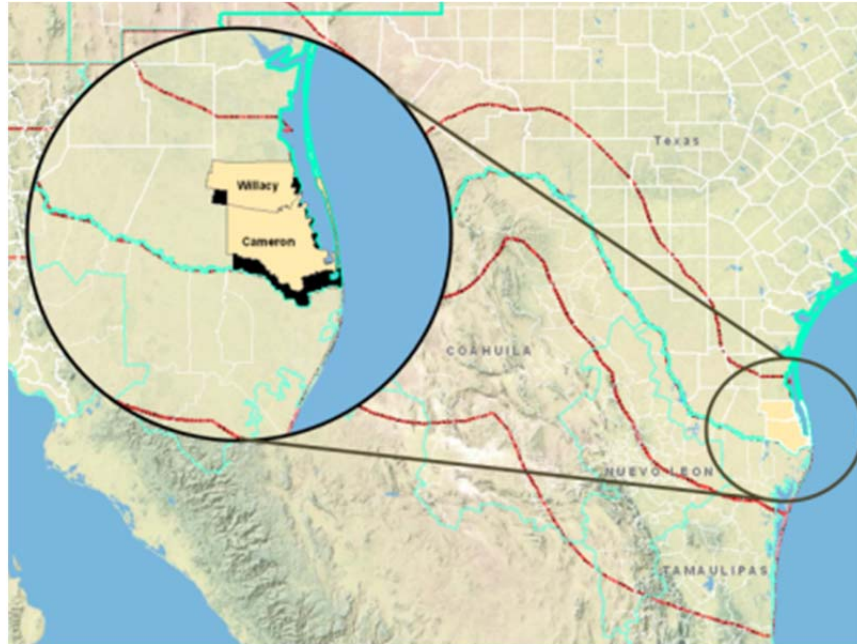 Texas
Willacy
Cameron
COAHUILA
NUEVO LEON
TAMAULIPAS